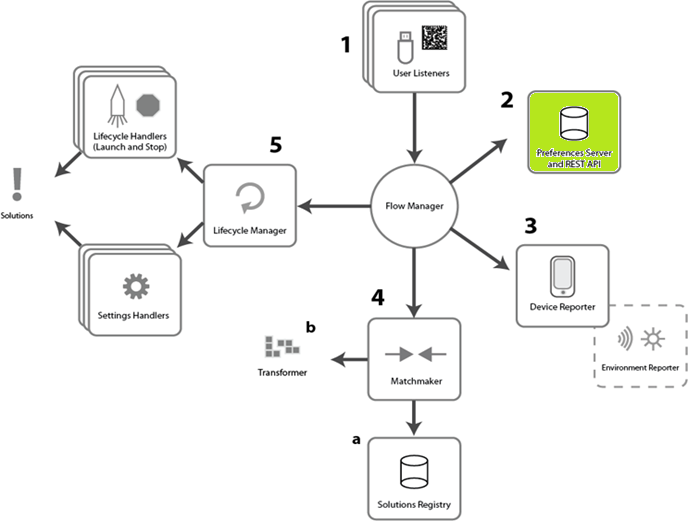 1
User Listeners
2
Preferences Server
and REST API
Lifecycle Handlers
(Launch and Stop)
5
Solutions
Lifecycle Manager
Flow Manager
3
Device Reporter
Settings Handlers
4
b
Transformer
Matchmaker
Environment Reporter
a
Solutions Registry